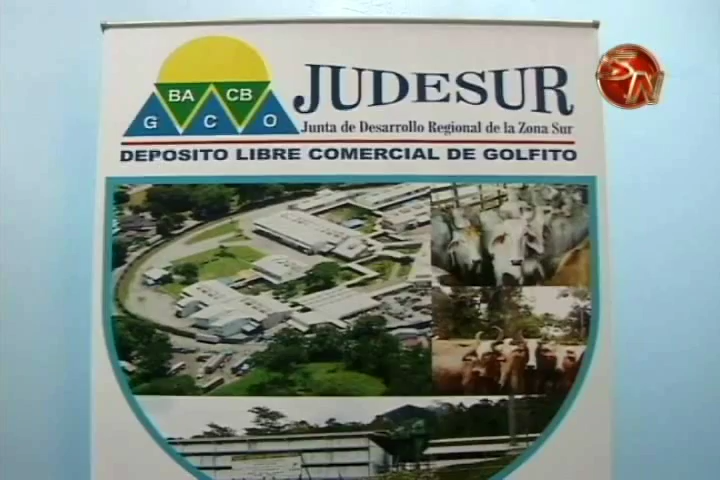 BA CB
G C O
JUDESUR
Junta de Desarrollo Regional de la Zona Sur
DEPOSITO LIBRE COMERCIAL DE GOLFITO